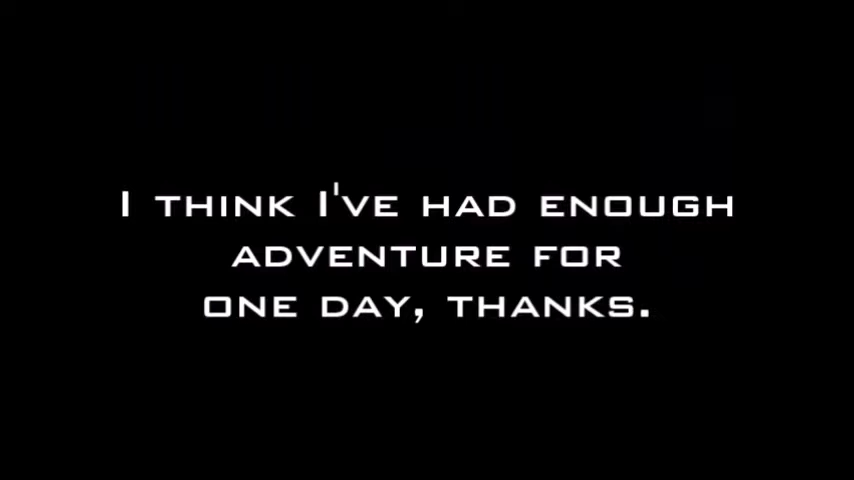 I THINK I'VE HAD ENOUGH
ADVENTURE FOR
ONE DAY, THANKS.